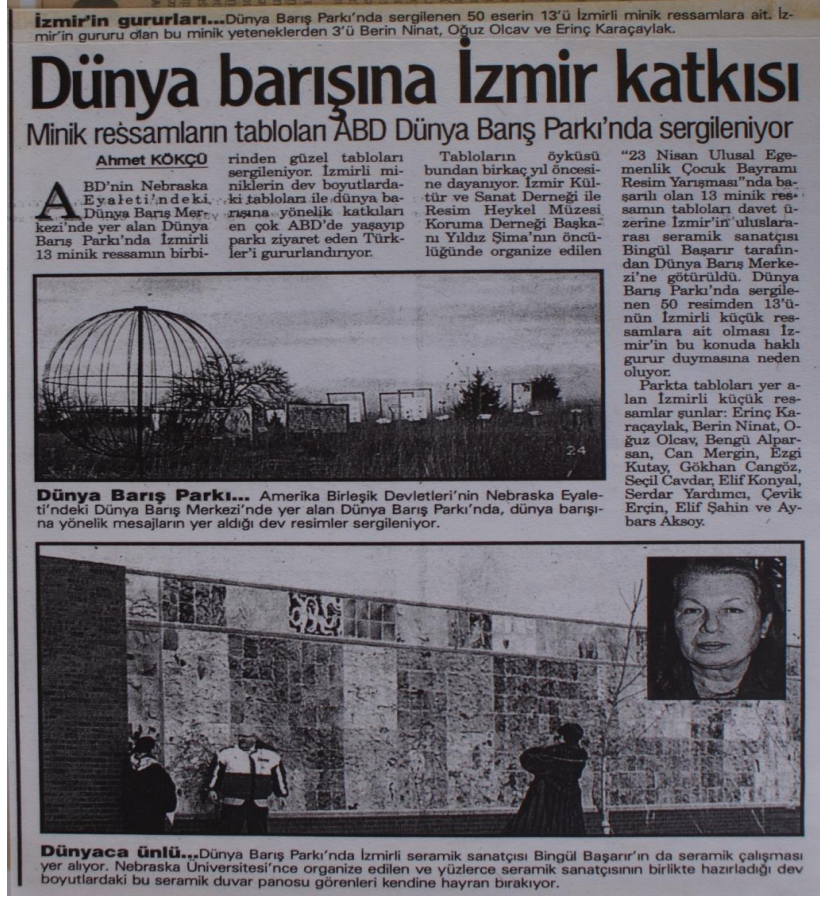 İzmir'in gururları...Dünya Barış Parkı'nda sergilenen 50 eserin 13'ü İzmirli minik ressamlara ait. İz-
mir'in gururu olan bu minik yeteneklerden 3'ü Berin Ninat, Oğuz Olcav ve Erinç Karaçaylak.
Dünya barışına İzmir katkısı
Minik ressamların tabloları ABD Dünya Barış Parkı'nda sergileniyor
Ahmet KÖKÇÜ
ABD'nin Nebraska
Eyaleti'ndeki
Dünya Barış Mer-
kezi'nde yer alan Dünya
Barış Parkı'nda İzmirli
13 minik ressamın birbi-
rinden güzel tabloları
sergileniyor. İzmirli mi-
niklerin dev boyutlarda-
ki tabloları ile dünya ba-
rışına yönelik katkıları
en çok ABD'de yaşayıp
parkı ziyaret eden Türk-
ler'i gururlandırıyor.
Tabloların öyküsü
bundan birkaç yıl öncesi-
ne dayanıyor. İzmir Kül-
tür ve Sanat Derneği ile
Resim Heykel Müzesi
Koruma Derneği Başka-
nı Yıldız Şima'nın öncü-
lüğünde organize edilen
"23 Nisan Ulusal Ege-
menlik Çocuk Bayramı
Resim Yarışması"nda ba-
şarılı olan 13 minik res-
samın tabloları davet ü-
zerine İzmir'in uluslara-
rası seramik sanatçısı
Bingül Başarır tarafın-
dan Dünya Barış Merke-
zi'ne götürüldü. Dünya
Barış Parkı'nda sergile-
nen 50 resimden 13'ü-
nün İzmirli küçük res-
samlara ait olması İz-
mir'in bu konuda haklı
gurur duymasına neden
oluyor.
Parkta tabloları yer a-
lan İzmirli küçük res-
samlar şunlar: Erinç Ka-
raçaylak, Berin Ninat, O-
ğuz Olcav, Bengü Alpar-
san, Can Mergin, Ezgi
Kutay, Gökhan Cangöz,
Seçil Cavdar, Elif Konyal,
Serdar Yardımcı, Çevik
Erçin, Elif Şahin ve Ay-
bars Aksoy.
24
Dünya Barış Parkı... Amerika Birleşik Devletleri'nin Nebraska Eyale-
ti'ndeki Dünya Barış Merkezi'nde yer alan Dünya Barış Parkı'nda, dünya barışı-
na yönelik mesajların yer aldığı dev resimler sergileniyor.
Dünyaca ünlü...Dünya Barış Parkı'nda İzmirli seramik sanatçısı Bingül Başarır'ın da seramik çalışması
yer alıyor. Nebraska Üniversitesi'nce organize edilen ve yüzlerce seramik sanatçısının birlikte hazırladığı dev
boyutlardaki bu seramik duvar panosu görenleri kendine hayran bırakıyor.